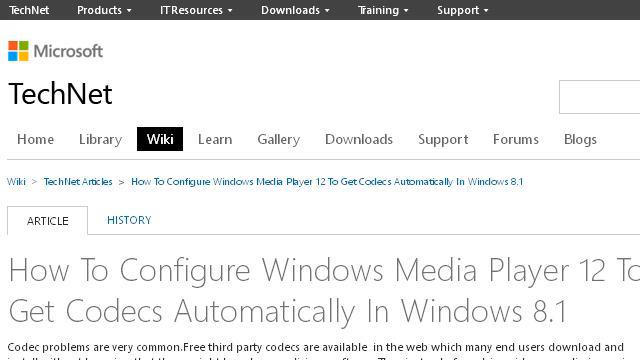 TechNet Products IT Resources Downloads Training Support
Microsoft
TechNet
Home Library Wiki Learn Gallery Downloads Support Forums Blogs
Wiki > TechNet Articles > How To Configure Windows Media Player 12 To Get Codecs Automatically In Windows 8.1
ARTICLE HISTORY
How To Configure Windows Media Player 12 To
Get Codecs Automatically In Windows 8.1
Codec problems are very common.Free third party codecs are available in the web which many end users download and